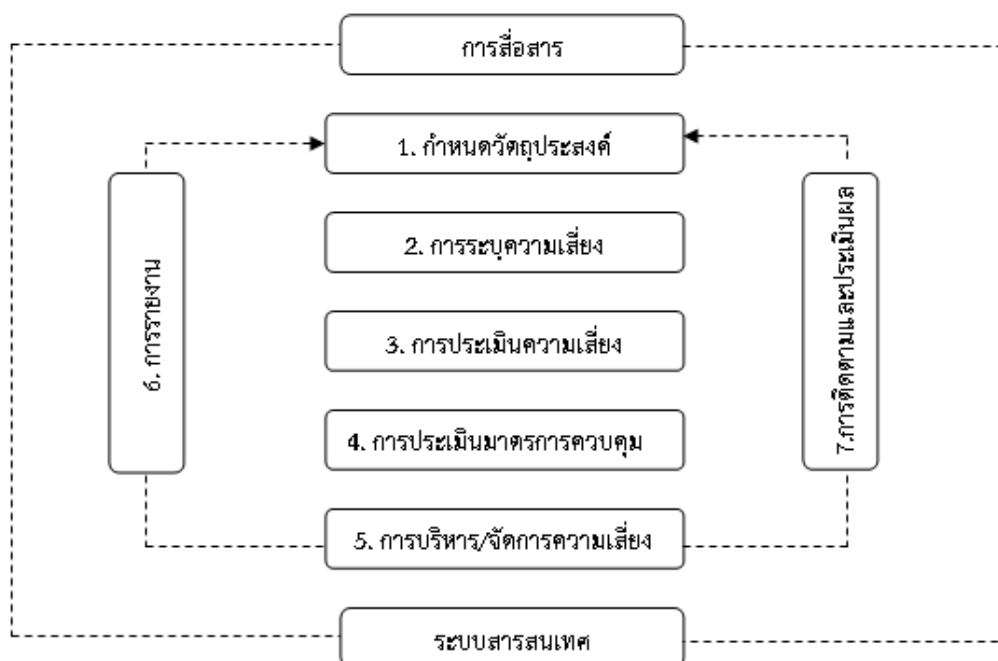 การสื่อสาร
1. กำหนดวัตถุประสงค์
2. การระบุความเสี่ยง
3. การประเมินความเสี่ยง
4. การประเมินมาตรการควบคุม
5. การบริหาร/จัดการความเสี่ยง
6. การรายงาน
7.การติดตามและประเมินผล
ระบบสารสนเทศ